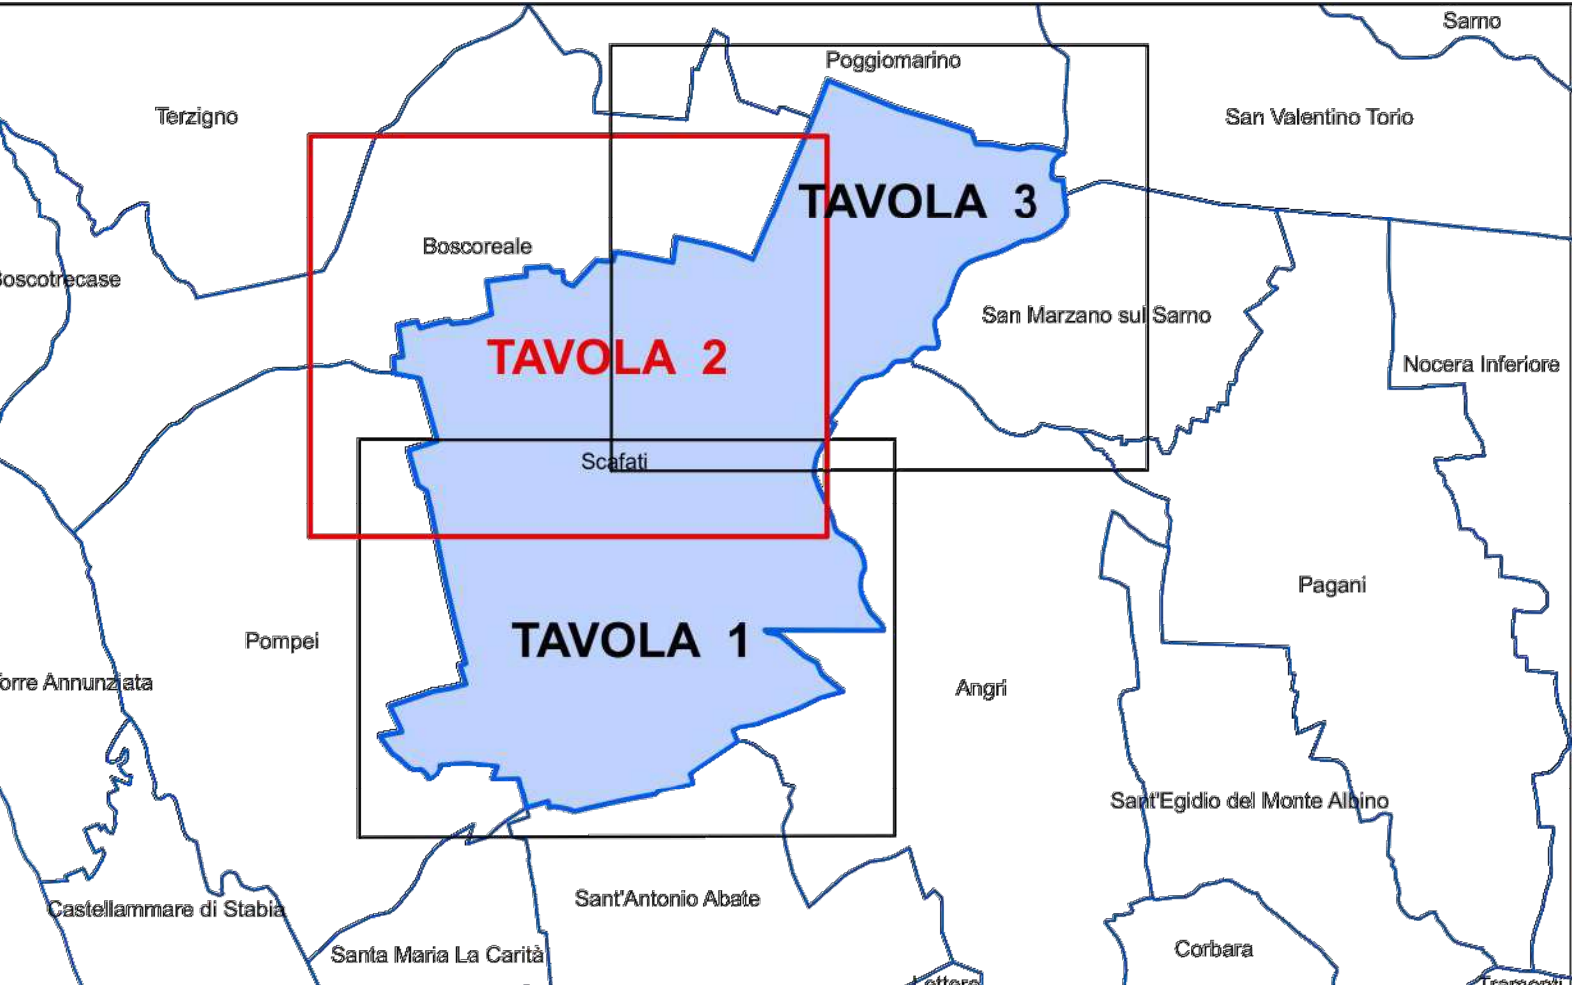 Sarno
Poggiomarino
Terzigno
San Valentino Torio
TAVOLA 3
Boscoreale
oscotrecase
San Marzano sul Sarno
TAVOLA 2
Nocera Inferiore
Scafati
Pagani
TAVOLA 1
Pompei
orre Annunziata
Angri
Sant'Egidio del Monte Albino
Sant'Antonio Abate
Castellammare di Stabia
Corbara
Santa Maria La Carità
Lettere
Tramonti